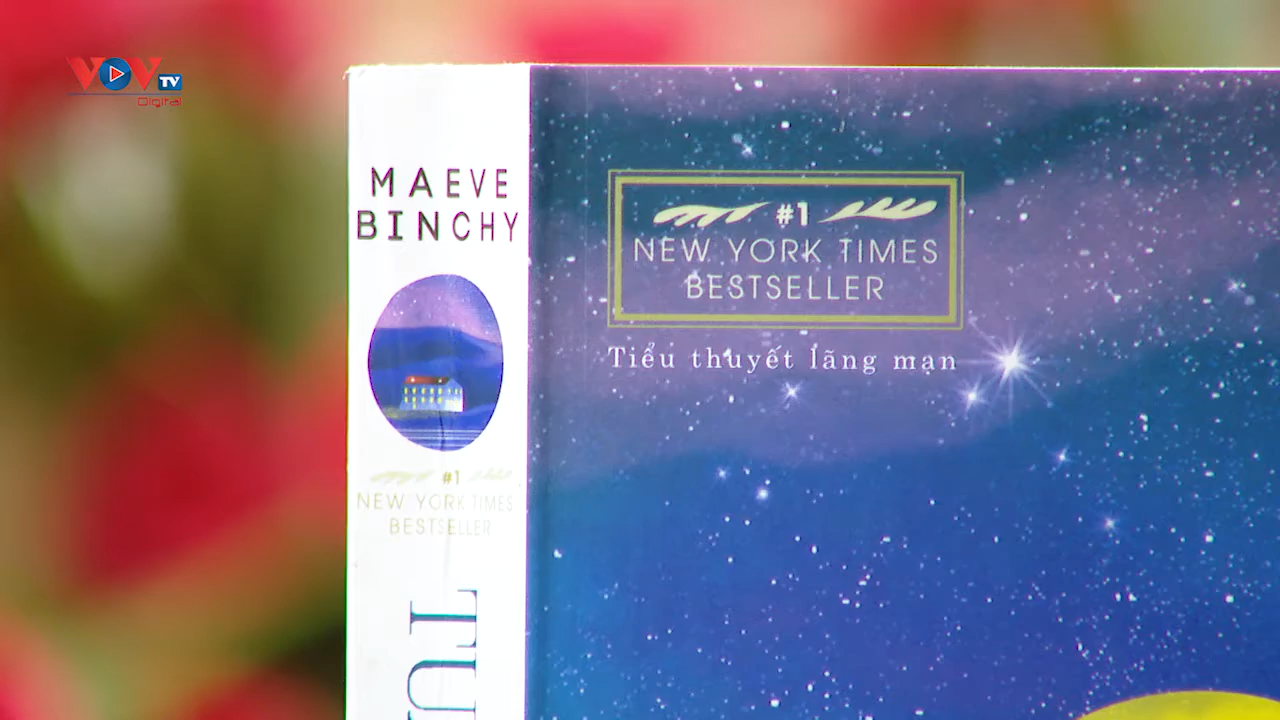 VOV TV
Digital
MAEVE
BINCHY
#1
NEW YORK TIMES
BESTSELLER
TU
#1
NEW YORK TIMES
BESTSELLER
Tiểu thuyết lãng mạn